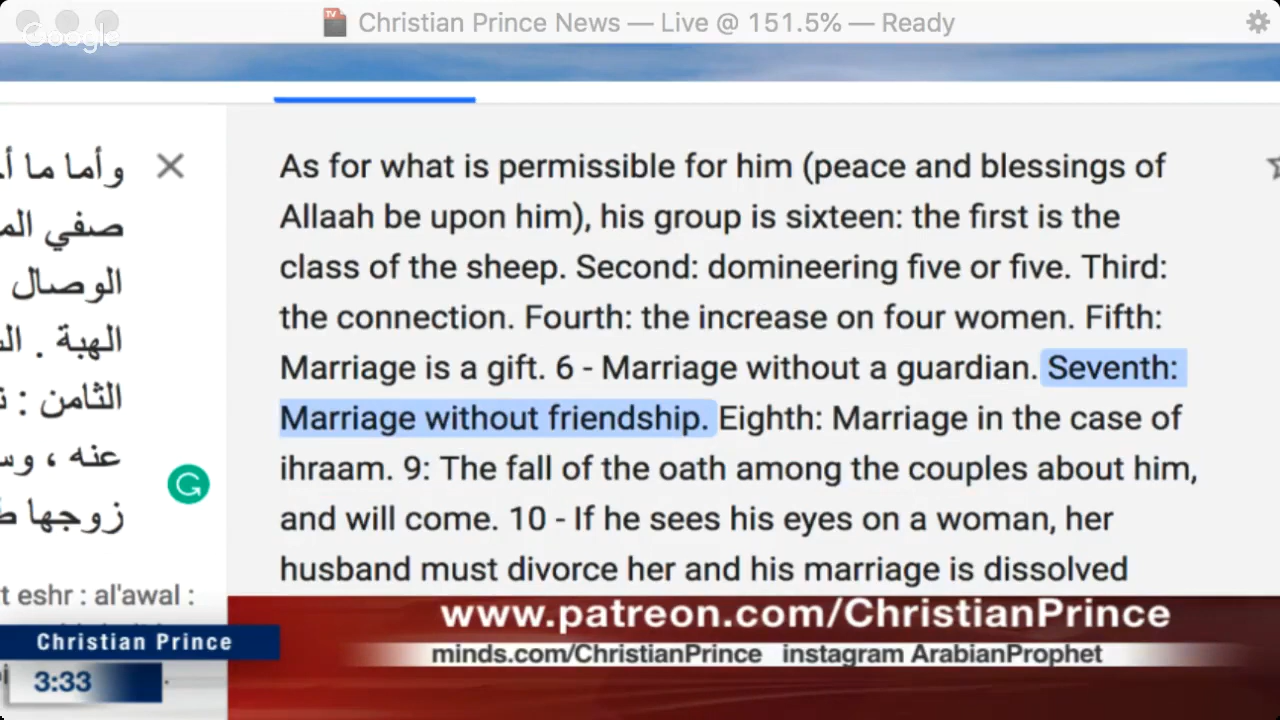 Christian Prince News — Live @ 151.5% — Ready
Google
وأما ما أ
صفي الم
الوصال
الهبة . ال
الثامن : ن
عنه ، وس
زوجها ط
t eshr : al'awal :
As for what is permissible for him (peace and blessings of
Allaah be upon him), his group is sixteen: the first is the
class of the sheep. Second: domineering five or five. Third:
the connection. Fourth: the increase on four women. Fifth:
Marriage is a gift. 6 - Marriage without a guardian. Seventh:
Marriage without friendship. Eighth: Marriage in the case of
ihraam. 9: The fall of the oath among the couples about him,
and will come. 10 - If he sees his eyes on a woman, her
husband must divorce her and his marriage is dissolved
www.patreon.com/ChristianPrince
Christian Prince
minds.com/ChristianPrince instagram ArabianProphet
3:33